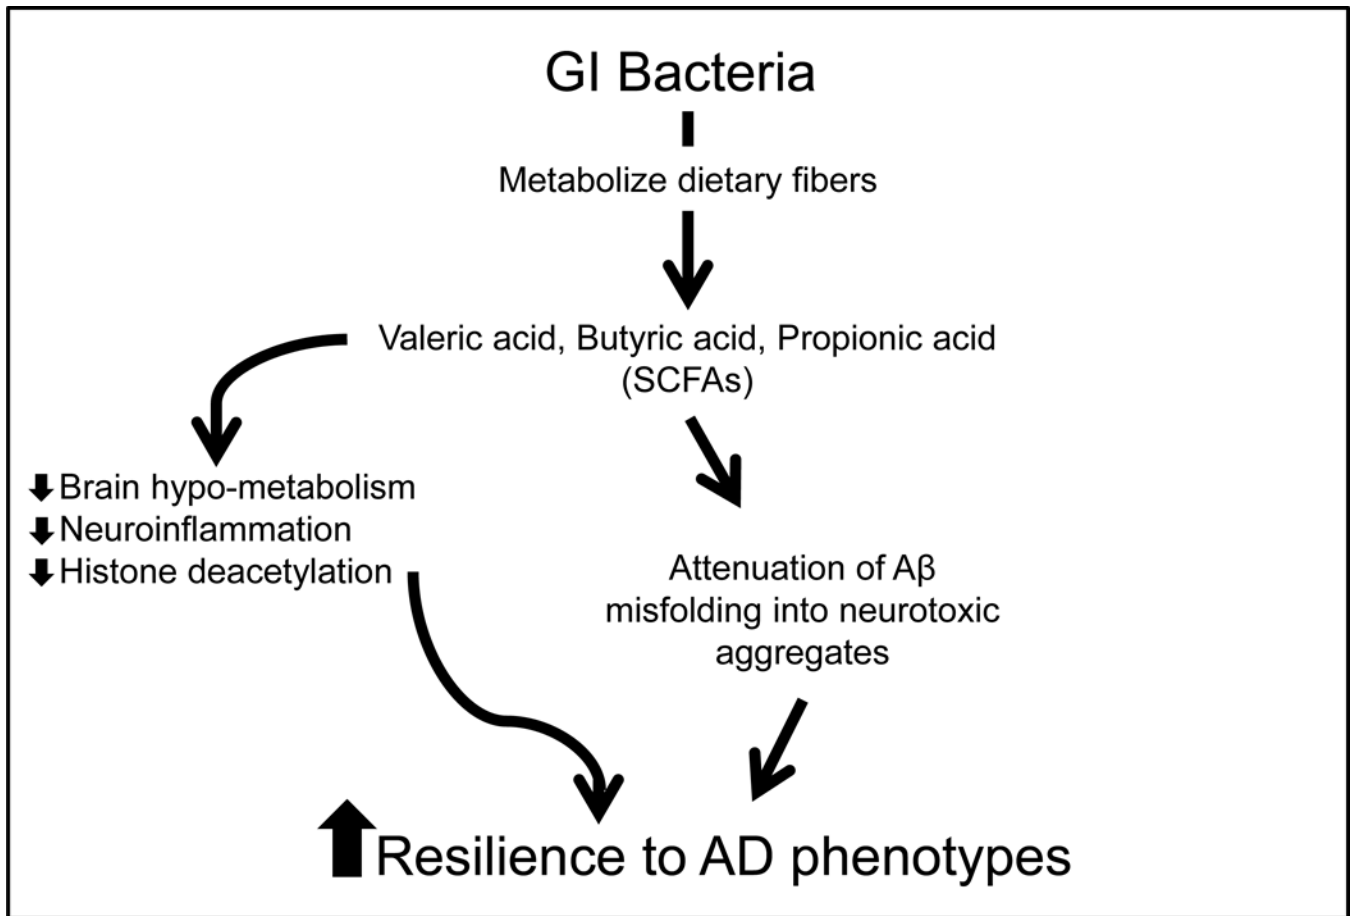 GI Bacteria
Metabolize dietary fibers
Valeric acid, Butyric acid, Propionic acid
(SCFAs)
Brain hypo-metabolism
Neuroinflammation
Histone deacetylation
Attenuation of Aβ
misfolding into neurotoxic
aggregates
Resilience to AD phenotypes